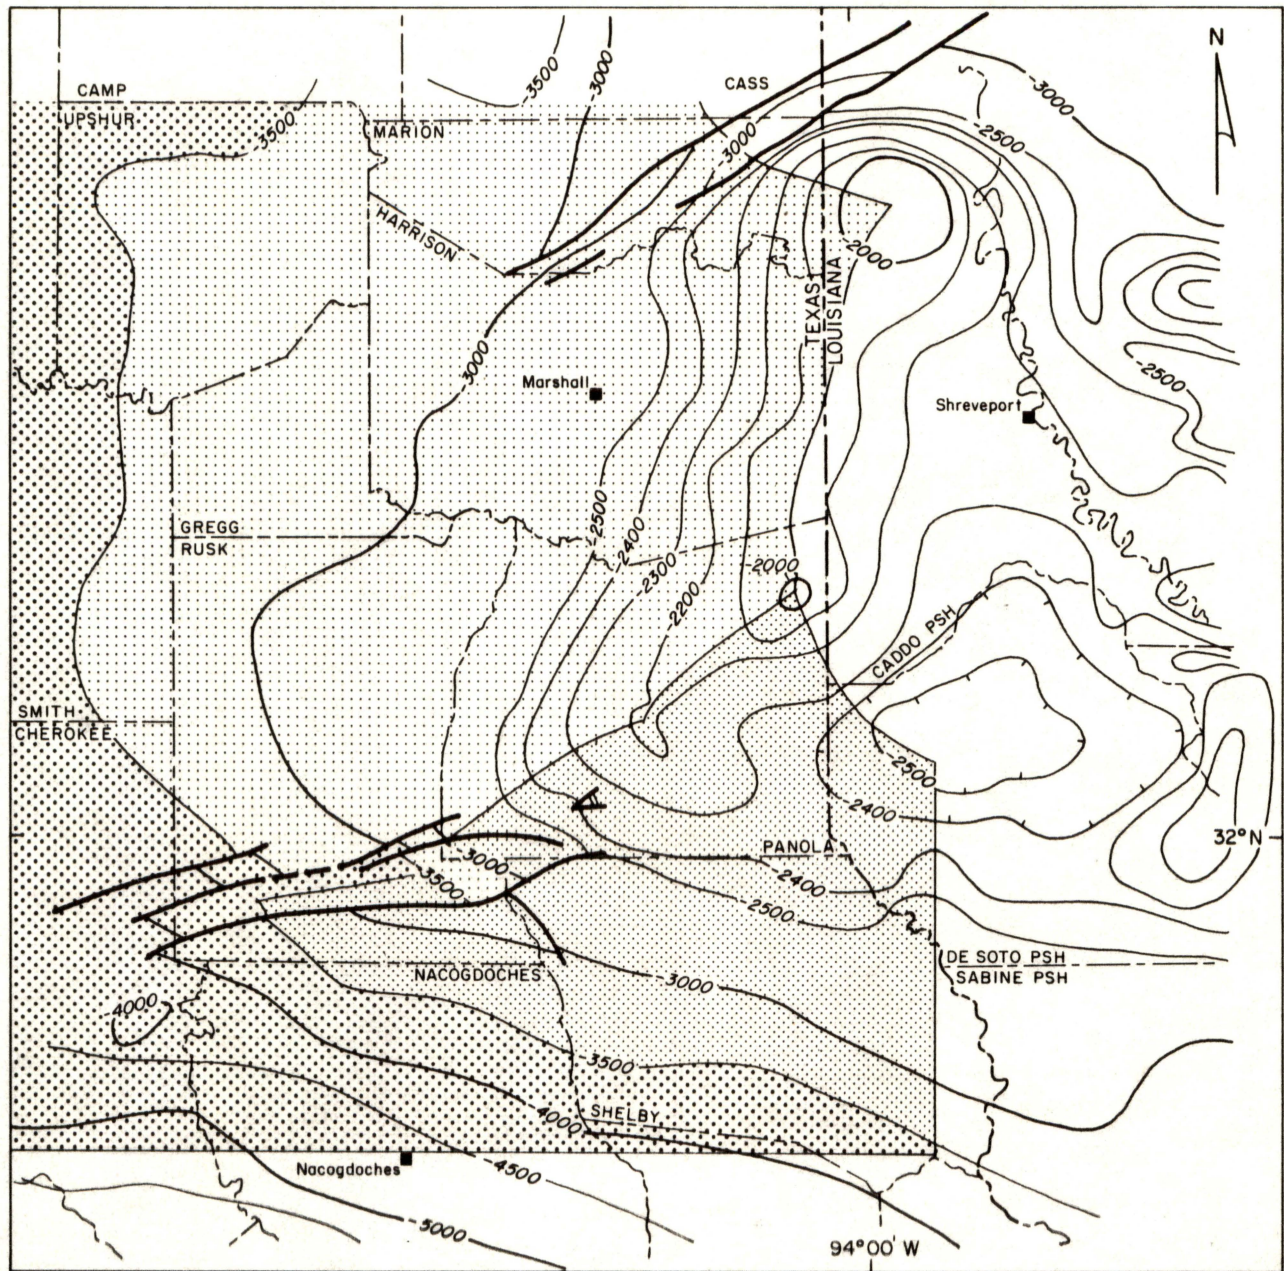 N
-3500
-3000
CASS
-3000
CAMP
UPSHUR
-3500
MARION
-3000
-2500
HARRISON
-2000
TEXAS
LOUISIANA
-3000
Marshall
-2500
Shreveport
-2500
-2400
GREGG
RUSK
-2300
-2000
-2200
CADDO PSH
SMITH
CHEROKEE
-2500
-2400
32°N
PANOLA
-3000
-3500
-2400
-2500
DE SOTO PSH
SABINE PSH
NACOGDOCHES
-3000
-4000
-3500
SHELBY
-4000
Nacogdoches
-4500
-5000
94°00' W